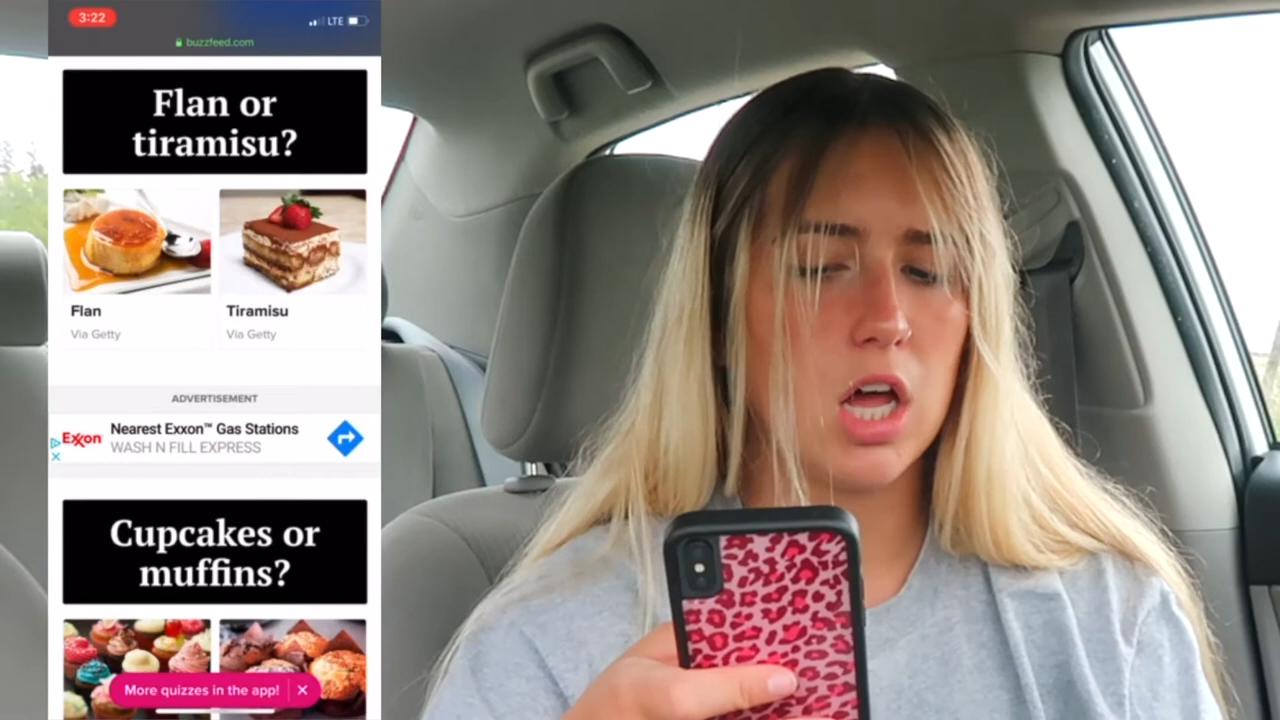 3:22
LTE
buzzfeed.com
Flan or
tiramisu?
Flan
Tiramisu
Via Getty
Via Getty
ADVERTISEMENT
Exxon
Nearest Exxon™ Gas Stations
WASH N FILL EXPRESS
Cupcakes or
muffins?
More quizzes in the app!